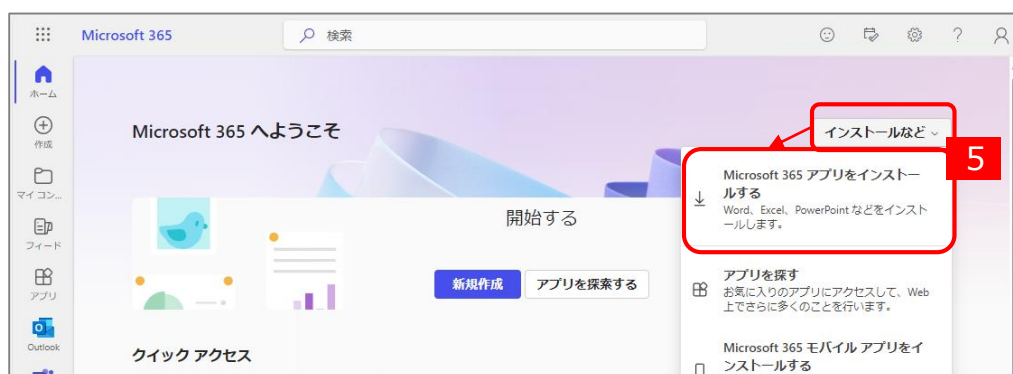 Microsoft 365
検索
?
ホーム
作成
マイ コン...
フィード
アプリ
Outlook
Microsoft 365 へようこそ
インストールなど
5
Microsoft 365 アプリをインストー
ルする
Word、Excel、PowerPoint などをインスト
ールします。
開始する
新規作成
アプリを探索する
アプリを探す
お気に入りのアプリにアクセスして、Web
上でさらに多くのことを行います。
Microsoft 365 モバイル アプリをイ
ンストールする
クイック アクセス